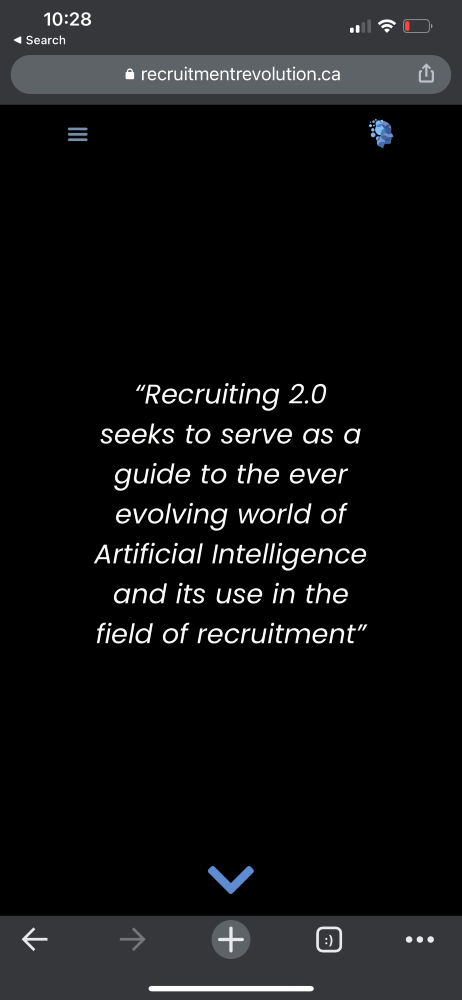 10:28
◀ Search
recruitmentrevolution.ca
“Recruiting 2.0
seeks to serve as a
guide to the ever
evolving world of
Artificial Intelligence
and its use in the
field of recruitment”
:)